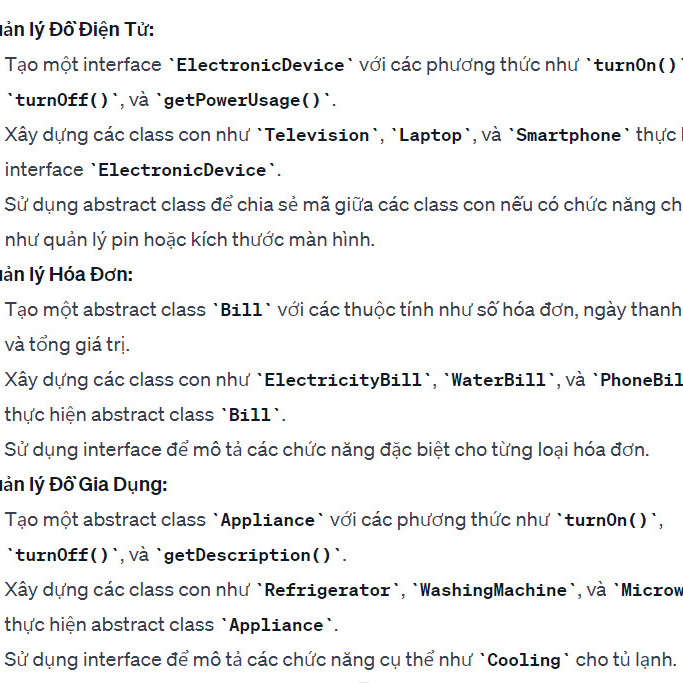 ản lý Đồ Điện Tử:
Tạo một interface `ElectronicDevice` với các phương thức như `turnOn()`
`turnOff()`, và `getPowerUsage()`.
Xây dựng các class con như `Television`, `Laptop`, và `Smartphone` thực
interface `ElectronicDevice`.
Sử dụng abstract class để chia sẻ mã giữa các class con nếu có chức năng ch
như quản lý pin hoặc kích thước màn hình.
ản lý Hóa Đơn:
Tạo một abstract class `Bill` với các thuộc tính như số hóa đơn, ngày thanh
và tổng giá trị.
Xây dựng các class con như `ElectricityBill`, `WaterBill`, và `PhoneBil
thực hiện abstract class `Bill`.
Sử dụng interface để mô tả các chức năng đặc biệt cho từng loại hóa đơn.
ản lý Đồ Gia Dụng:
Tạo một abstract class `Appliance` với các phương thức như `turnOn()`,
`turnOff()`, và `getDescription()`.
Xây dựng các class con như `Refrigerator`, `WashingMachine`, và `Microw
thực hiện abstract class `Appliance`.
Sử dụng interface để mô tả các chức năng cụ thể như `Cooling` cho tủ lạnh.